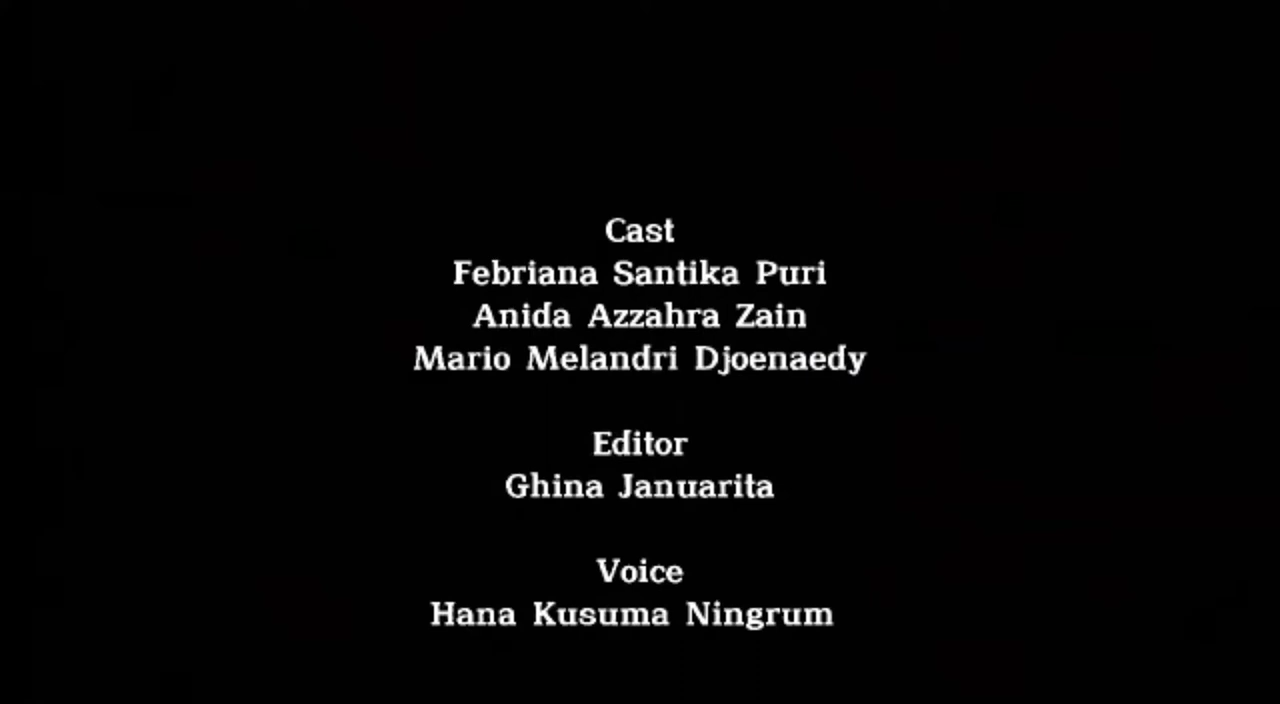 Cast
Febriana Santika Puri
Anida Azzahra Zain
Mario Melandri Djoenaedy
Editor
Ghina Januarita
Voice
Hana Kusuma Ningrum